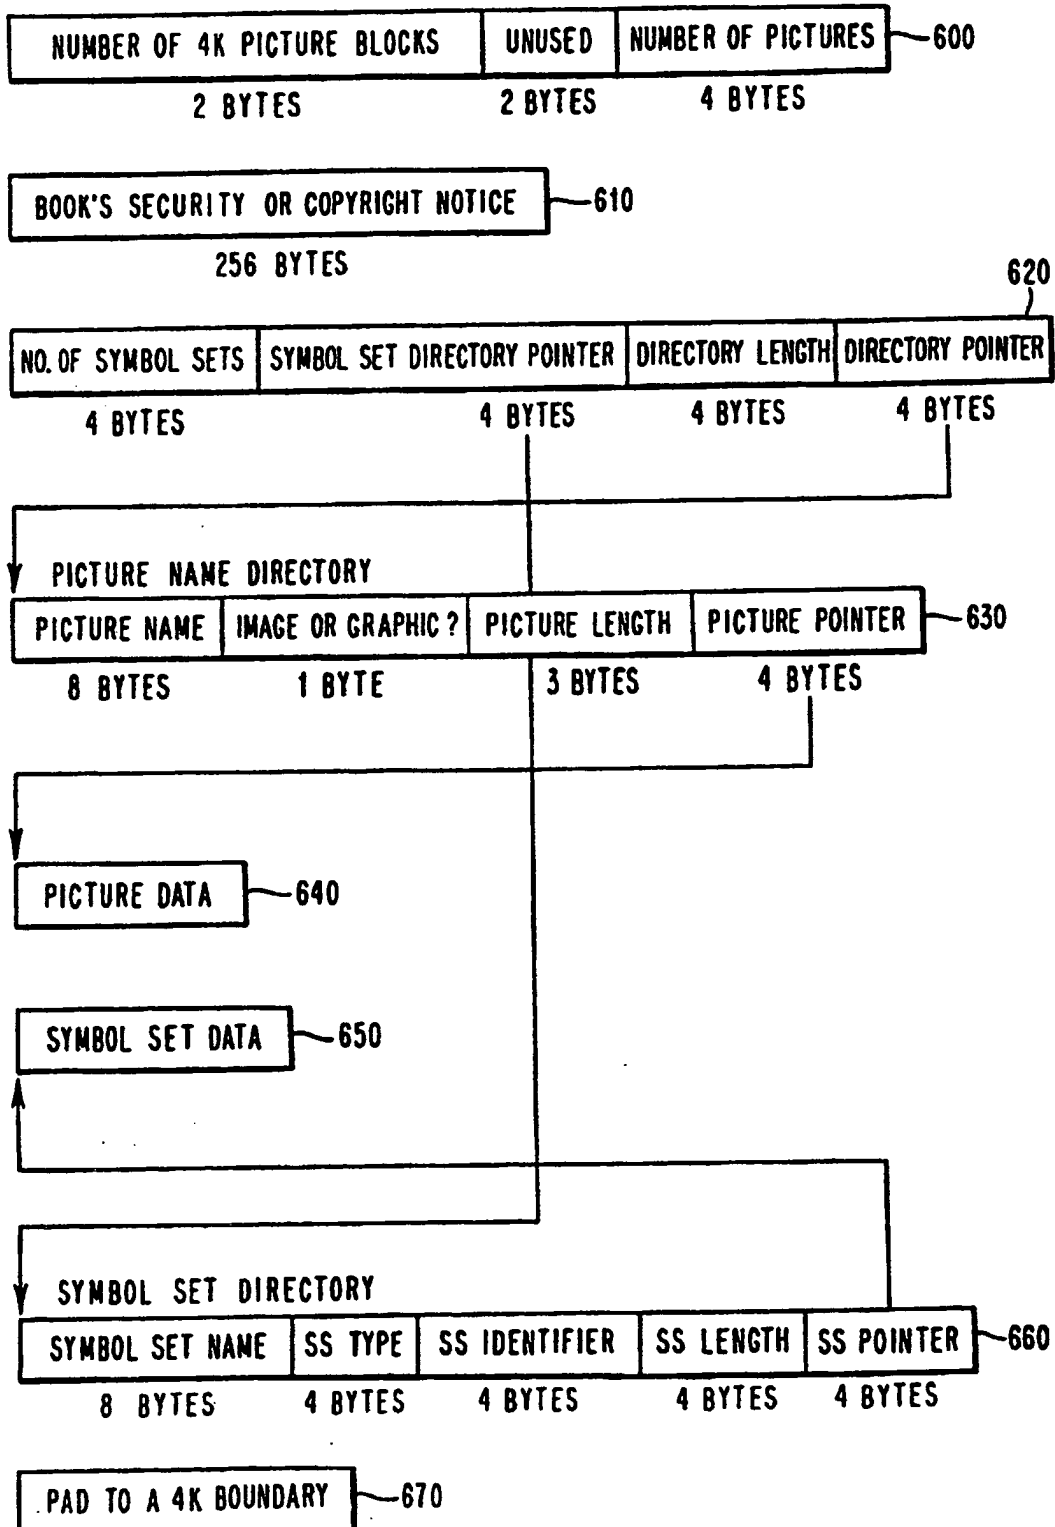 NUMBER OF 4K PICTURE BLOCKS UNUSED NUMBER OF PICTURES 600
2 BYTES 2 BYTES 4 BYTES
BOOK'S SECURITY OR COPYRIGHT NOTICE 610
256 BYTES
620
NO. OF SYMBOL SETS SYMBOL SET DIRECTORY POINTER DIRECTORY LENGTH DIRECTORY POINTER
4 BYTES 4 BYTES 4 BYTES 4 BYTES
PICTURE NAME DIRECTORY
PICTURE NAME IMAGE OR GRAPHIC? PICTURE LENGTH PICTURE POINTER 630
8 BYTES 1 BYTE 3 BYTES 4 BYTES
PICTURE DATA 640
SYMBOL SET DATA 650
SYMBOL SET DIRECTORY
SYMBOL SET NAME SS TYPE SS IDENTIFIER SS LENGTH SS POINTER 660
8 BYTES 4 BYTES 4 BYTES 4 BYTES 4 BYTES
PAD TO A 4K BOUNDARY 670